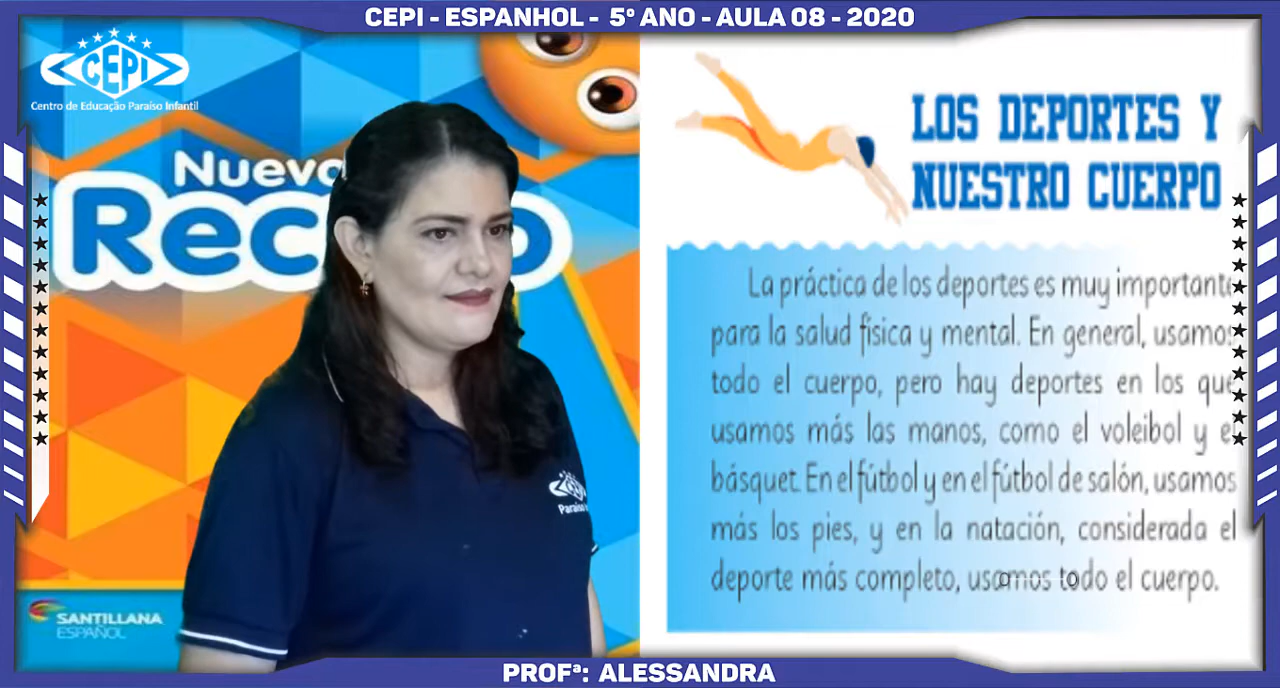 CEPI - ESPANHOL - 5º ANO - AULA 08 - 2020
CEPI
Centro de Educação Paraíso Infantil
Nuevo
SANTILLANA
ESPAÑOL
CEPI
LOS DEPORTES Y
NUESTRO CUERPO
La práctica de los deportes es muy importante
para la salud física y mental. En general, usamos
todo el cuerpo, pero hay deportes en los que
usamos más las manos, como el voleibol y el
básquet. En el fútbol y en el fútbol de salón, usamos
más los pies, y en la natación, considerada el
deporte más completo, usamos todo el cuerpo.
PROFª: ALESSANDRA